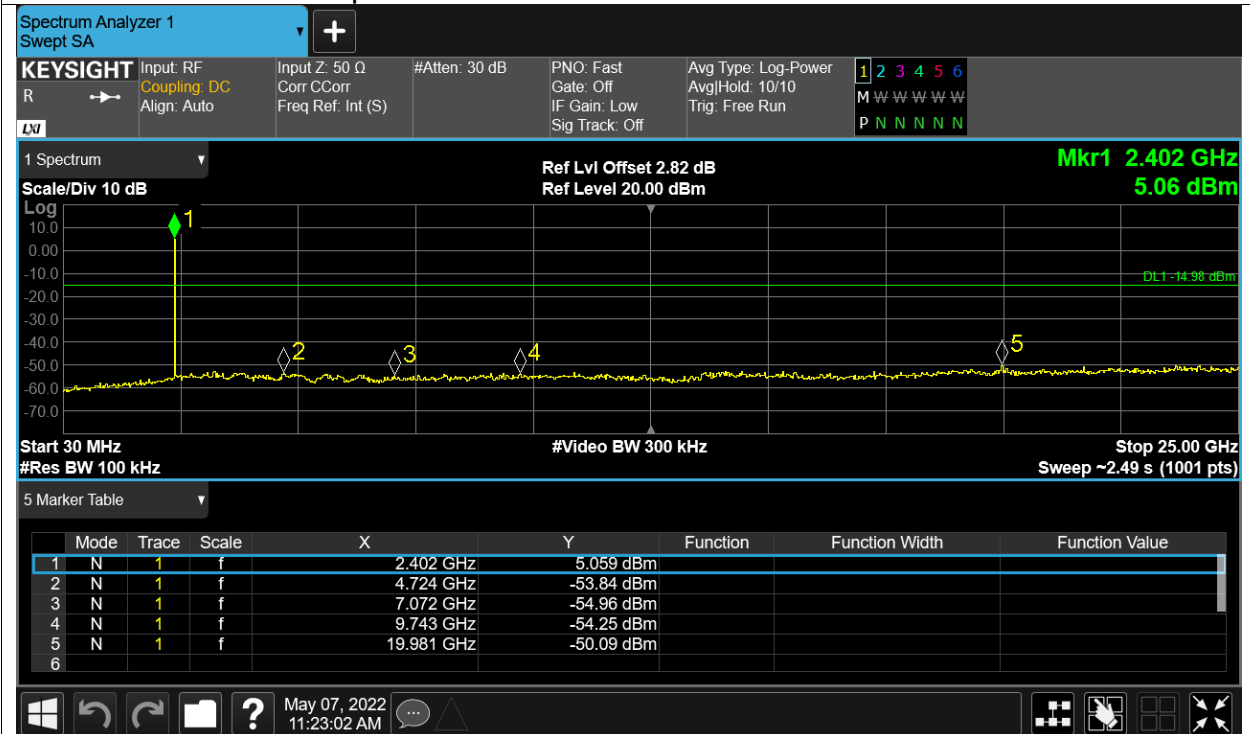 Spectrum Analyzer 1
Swept SA
+
KEYSIGHT Input: RF Input Z: 50 Ω #Atten: 30 dB PNO: Fast Avg Type: Log-Power 1 2 3 4 5 6
R Coupling: DC Corr CCorr Gate: Off Avg|Hold: 10/10 M W W W W W W
Align: Auto Freq Ref: Int (S) IF Gain: Low Trig: Free Run P N N N N N N
LXI Sig Track: Off
1 Spectrum
Ref Lvl Offset 2.82 dB Mkr1 2.402 GHz
Scale/Div 10 dB Ref Level 20.00 dBm 5.06 dBm
Log
1
10.0
0.00
-10.0
DL1 -14.98 dBm
-20.0
-30.0
-40.0
2 3 4 5
-50.0
-60.0
-70.0
Start 30 MHz #Video BW 300 kHz Stop 25.00 GHz
#Res BW 100 kHz Sweep ~2.49 s (1001 pts)
5 Marker Table
Mode Trace Scale X Y Function Function Width Function Value
1 N 1 f 2.402 GHz 5.059 dBm
2 N 1 f 4.724 GHz -53.84 dBm
3 N 1 f 7.072 GHz -54.96 dBm
4 N 1 f 9.743 GHz -54.25 dBm
5 N 1 f 19.981 GHz -50.09 dBm
6
? May 07, 2022
11:23:02 AM